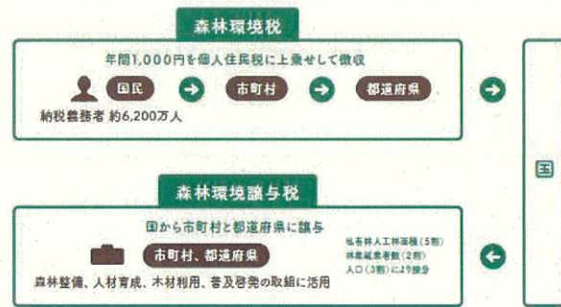 森林環境税
年間1,000円を個人住民税に上乗せして徴収
国民 市町村 都道府県
納税義務者 約6,200万人
国
森林環境譲与税
国から市町村と都道府県に譲与
市町村、都道府県
私有林人工林面積(5割)
林業就業者数(2割)
人口(3割)により按分
森林整備、人材育成、木材利用、普及啓発の取組に活用